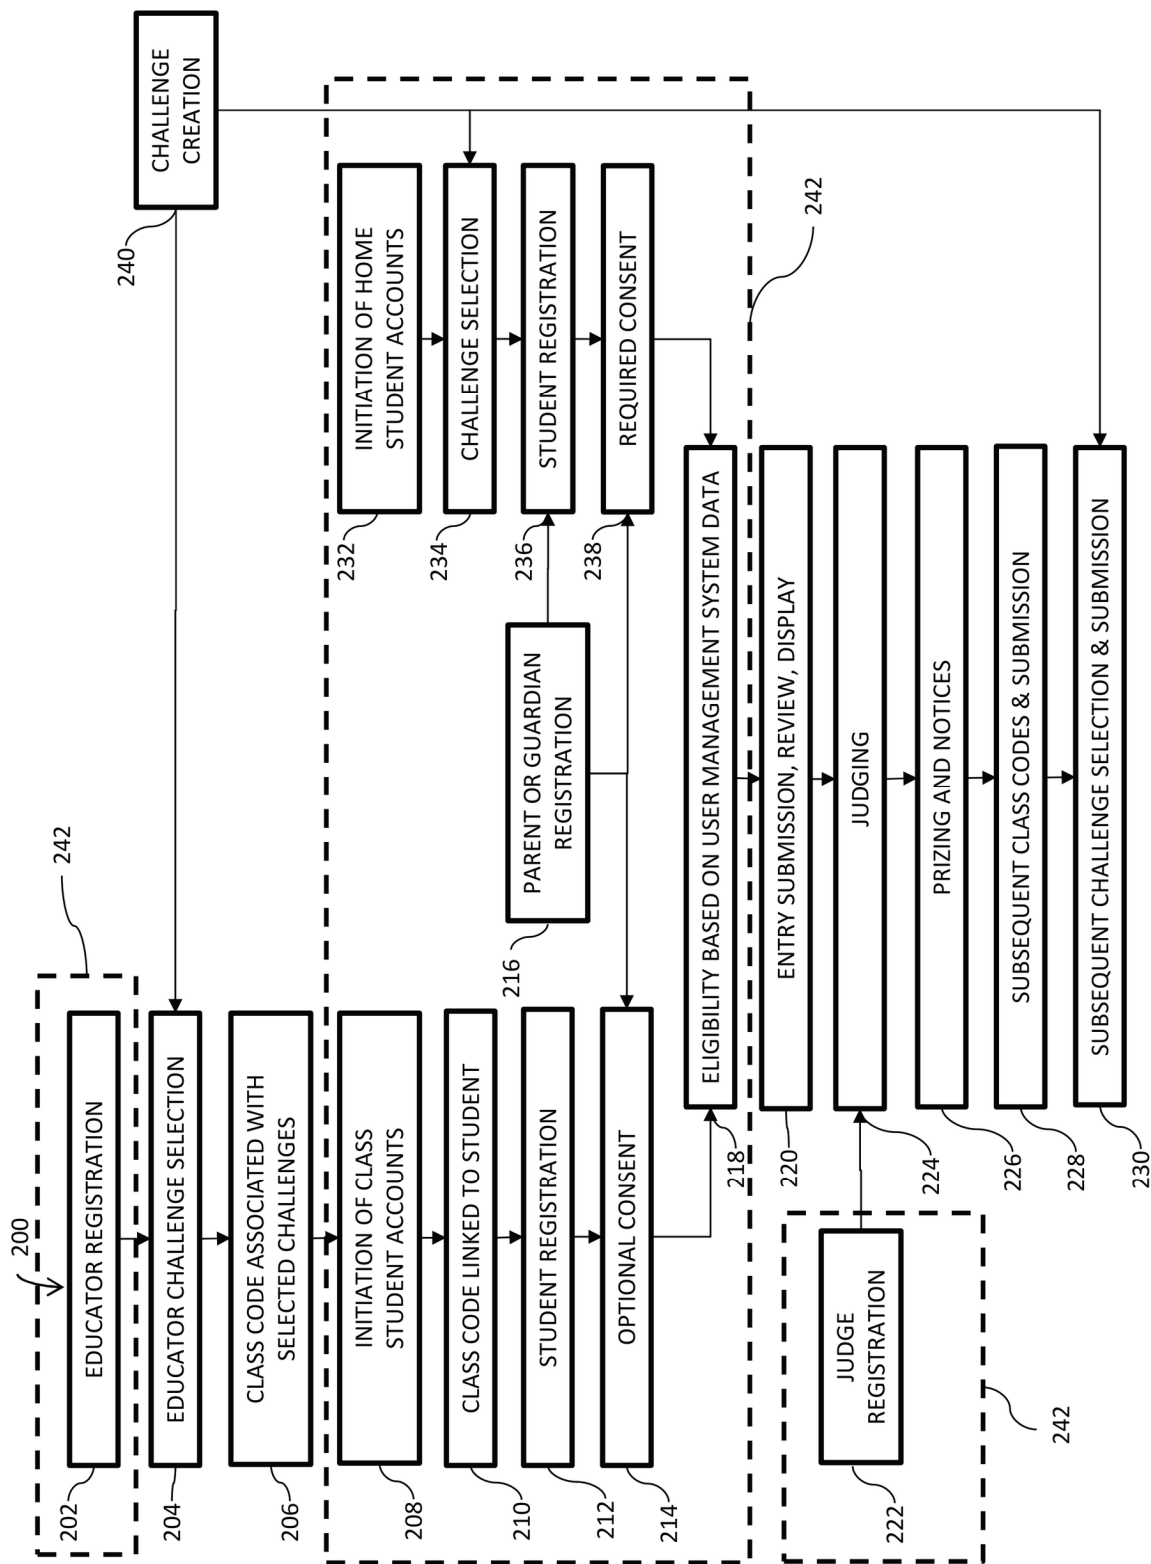 200
242
202
EDUCATOR REGISTRATION
204
EDUCATOR CHALLENGE SELECTION
206
CLASS CODE ASSOCIATED WITH
SELECTED CHALLENGES
240
CHALLENGE
CREATION
208
INITIATION OF CLASS
STUDENT ACCOUNTS
210
CLASS CODE LINKED TO STUDENT
212
STUDENT REGISTRATION
214
OPTIONAL CONSENT
216
PARENT OR GUARDIAN
REGISTRATION
232
INITIATION OF HOME
STUDENT ACCOUNTS
234
CHALLENGE SELECTION
236
STUDENT REGISTRATION
238
REQUIRED CONSENT
218
ELIGIBILITY BASED ON USER MANAGEMENT SYSTEM DATA
242
220
ENTRY SUBMISSION, REVIEW, DISPLAY
222
JUDGE
REGISTRATION
242
224
JUDGING
226
PRIZING AND NOTICES
228
SUBSEQUENT CLASS CODES & SUBMISSION
230
SUBSEQUENT CHALLENGE SELECTION & SUBMISSION